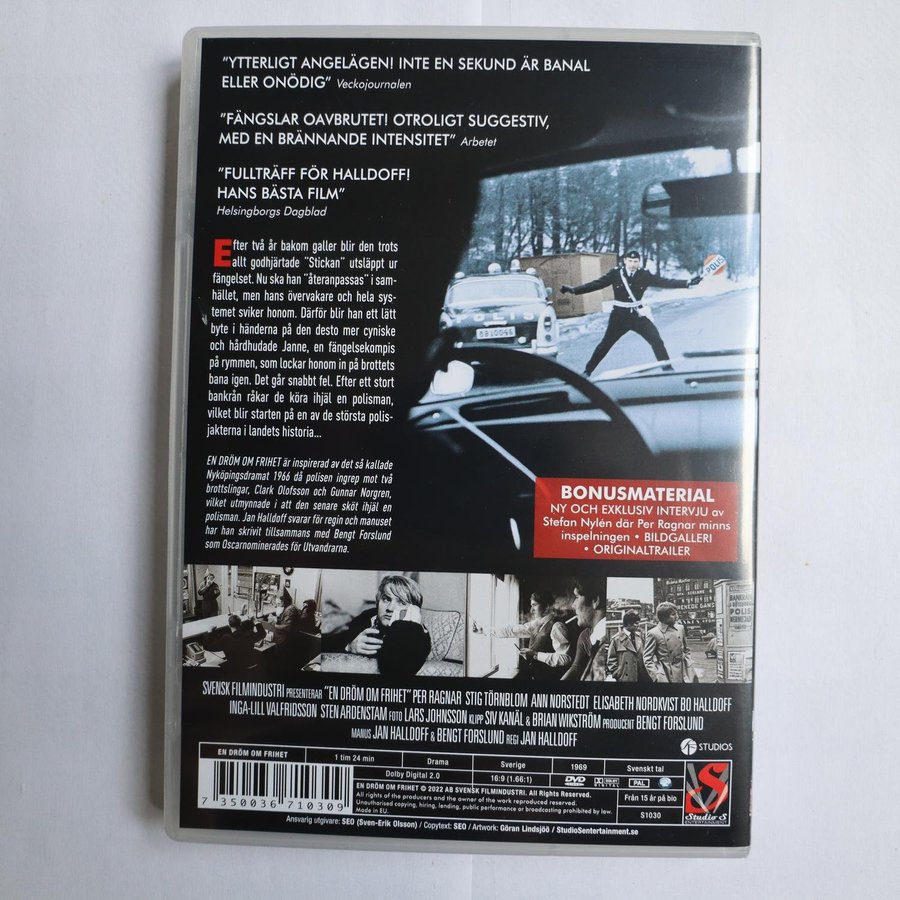 "YTTERLIGT ANGELÄGEN! INTE EN SEKUND ÄR BANAL
ELLER ONÖDIG" Veckojournalen
"FÄNGSLAR OAVBRUTET! OTROLIGT SUGGESTIV,
MED EN BRÄNNANDE INTENSITET" Arbetet
"FULLTRÄFF FÖR HALLDOFF!
HANS BÄSTA FILM"
Helsingborgs Dagblad
Efter två år bakom galler blir den trots
allt godhjärtade "Stickan" utsläppt ur
fängelset. Nu ska han "återanpassas" i sam-
hället, men hans övervakare och hela sys-
temet sviker honom. Därför blir han ett lätt
byte i händerna på den desto mer cyniske
och hårdhudade Janne, en fängelsekompis
på rymmen, som lockar honom in på brottets
bana igen. Det går snabbt fel. Efter ett stort
bankrån råkar de köra ihjäl en polisman,
vilket blir starten på en av de största polis-
jakterna i landets historia...
EN DRÖM OM FRIHET är inspirerad av det så kallade
Nyköpingsdramat 1966 då polisen ingrep mot två
brottslingar, Clark Olofsson och Gunnar Norgren,
vilket utmynnade i att den senare sköt ihjäl en
polisman. Jan Halldoff svarar för regin och manuset
har han skrivit tillsammans med Bengt Forslund
som Oscarnominerades för Utvandrarna.
POLIS
POLIS
BONUSMATERIAL
NY OCH EXKLUSIV INTERVJU av
Stefan Nylén där Per Ragnar minns
inspelningen • BILDGALLERI
• ORIGINALTRAILER
BANKRÅN
POLIS
SVENSK FILMINDUSTRI PRESENTERAR "EN DRÖM OM FRIHET" PER RAGNAR STIG TÖRNBLOM ANN NORSTEDT ELISABETH NORDKVIST BO HALLDOFF
INGA-LILL VALFRIDSSON STEN ARDENSTAM FOTO LARS JOHNSSON KLIPP SIV KANÄL & BRIAN WIKSTRÖM PRODUCENT BENGT FORSLUND
MANUS JAN HALLDOFF & BENGT FORSLUND REGI JAN HALLDOFF
SF STUDIOS
EN DRÖM OM FRIHET 1 tim 24 min Drama Sverige 1969 Svenskt tal
Dolby Digital 2.0 16:9 (1.66:1) DVD VIDEO DOLBY DIGITAL PAL
EN DRÖM OM FRIHET © 2022 AB SVENSK FILMINDUSTRI. All Rights Reserved.
All rights of the producers and the owner of the work reproduced reserved.
Unauthorised copying, hiring, lending, public performance or broadcasting prohibited by law.
Made in EU.
Från 15 år på bio
S1030
Studio S
ENTERTAINMENT
7 350036 710309
Ansvarig utgivare: SEO (Sven-Erik Olsson) / Copytext: SEO / Artwork: Göran Lindsjöö / StudioSentertainment.se